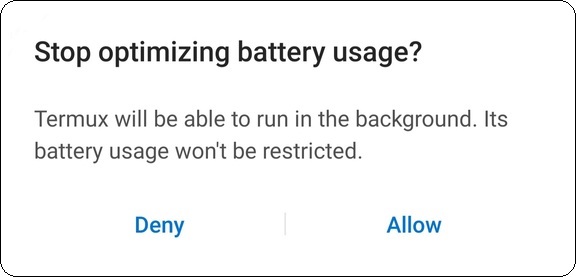 Stop optimizing battery usage?
Termux will be able to run in the background. Its
battery usage won't be restricted.
Deny
Allow